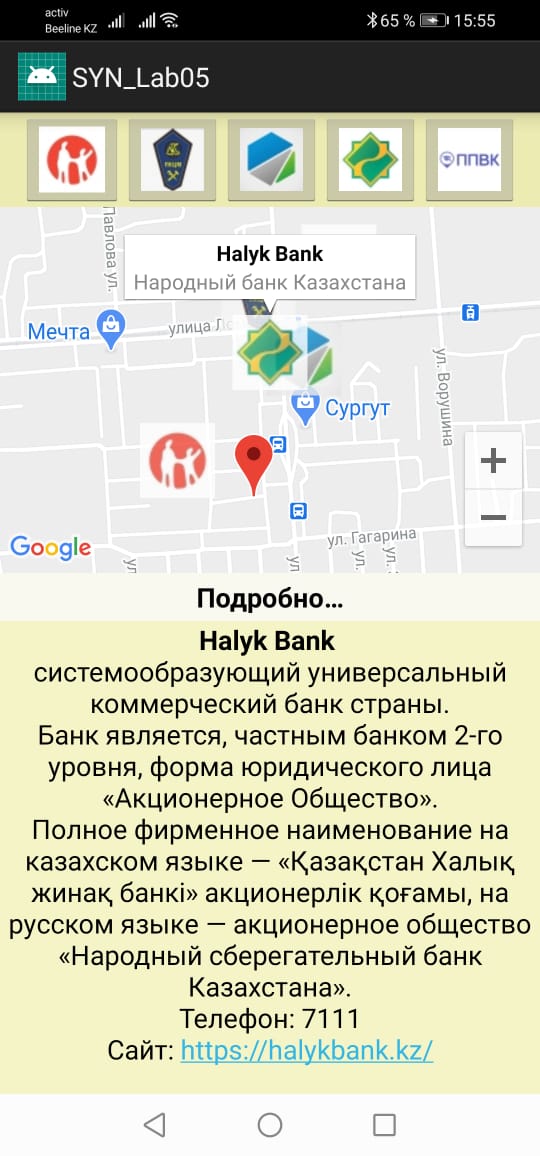 activ
Beeline KZ
65 %
15:55
SYN_Lab05
ППВК
Павлова ул.
Halyk Bank
Народный банк Казахстана
Мечта
улица
ул. Ворушина
Сургут
ул. Гагарина
Google
ул.
ул.
ул.
ул.
Подробно...
Halyk Bank
системообразующий универсальный
коммерческий банк страны.
Банк является, частным банком 2-го
уровня, форма юридического лица
«Акционерное Общество».
Полное фирменное наименование на
казахском языке — «Қазақстан Халық
жинақ банкі» акционерлік қоғамы, на
русском языке — акционерное общество
«Народный сберегательный банк
Казахстана».
Телефон: 7111
Сайт: https://halykbank.kz/